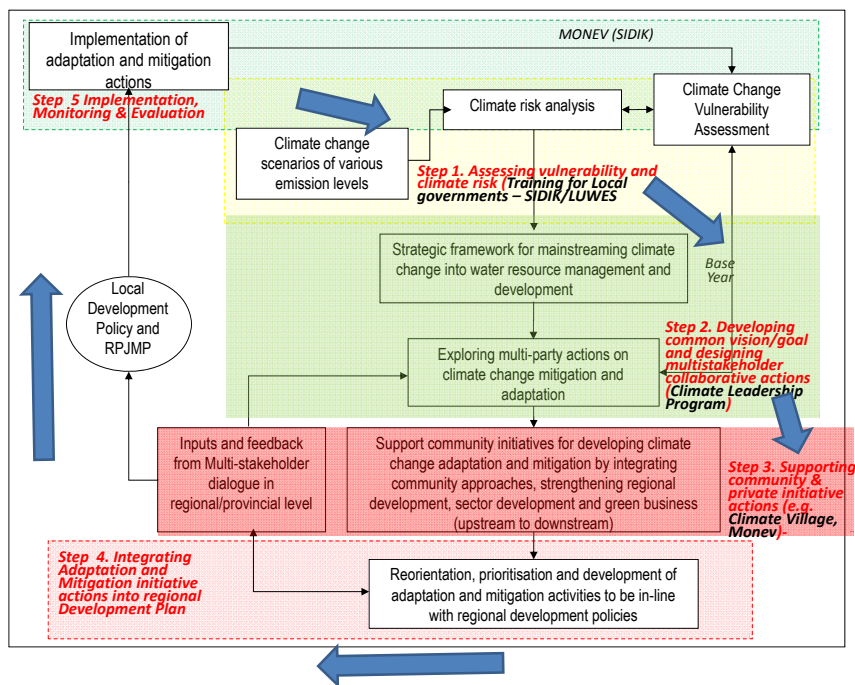 Implementation of
adaptation and mitigation
actions
MONEV (SIDIK)
Step 5 Implementation,
Monitoring & Evaluation
Climate risk analysis
Climate Change
Vulnerability
Assessment
Climate change
scenarios of various
emission levels
Step 1. Assessing vulnerability and
climate risk (Training for Local
governments – SIDIK/LUWES
Strategic framework for mainstreaming climate
change into water resource management and
development
Base
Year
Local
Development
Policy and
RPJMP
Step 2. Developing
common vision/goal
and designing
multistakeholder
collaborative actions
(Climate Leadership
Program)
Exploring multi-party actions on
climate change mitigation and
adaptation
Inputs and feedback
from Multi-stakeholder
dialogue in
regional/provincial level
Support community initiatives for developing climate
change adaptation and mitigation by integrating
community approaches, strengthening regional
development, sector development and green business
(upstream to downstream)
Step 3. Supporting
community &
private initiative
actions (e.g.
Climate Village,
Monev)-
Step 4. Integrating
Adaptation and
Mitigation initiative
actions into regional
Development Plan
Reorientation, prioritisation and development of
adaptation and mitigation activities to be in-line
with regional development policies